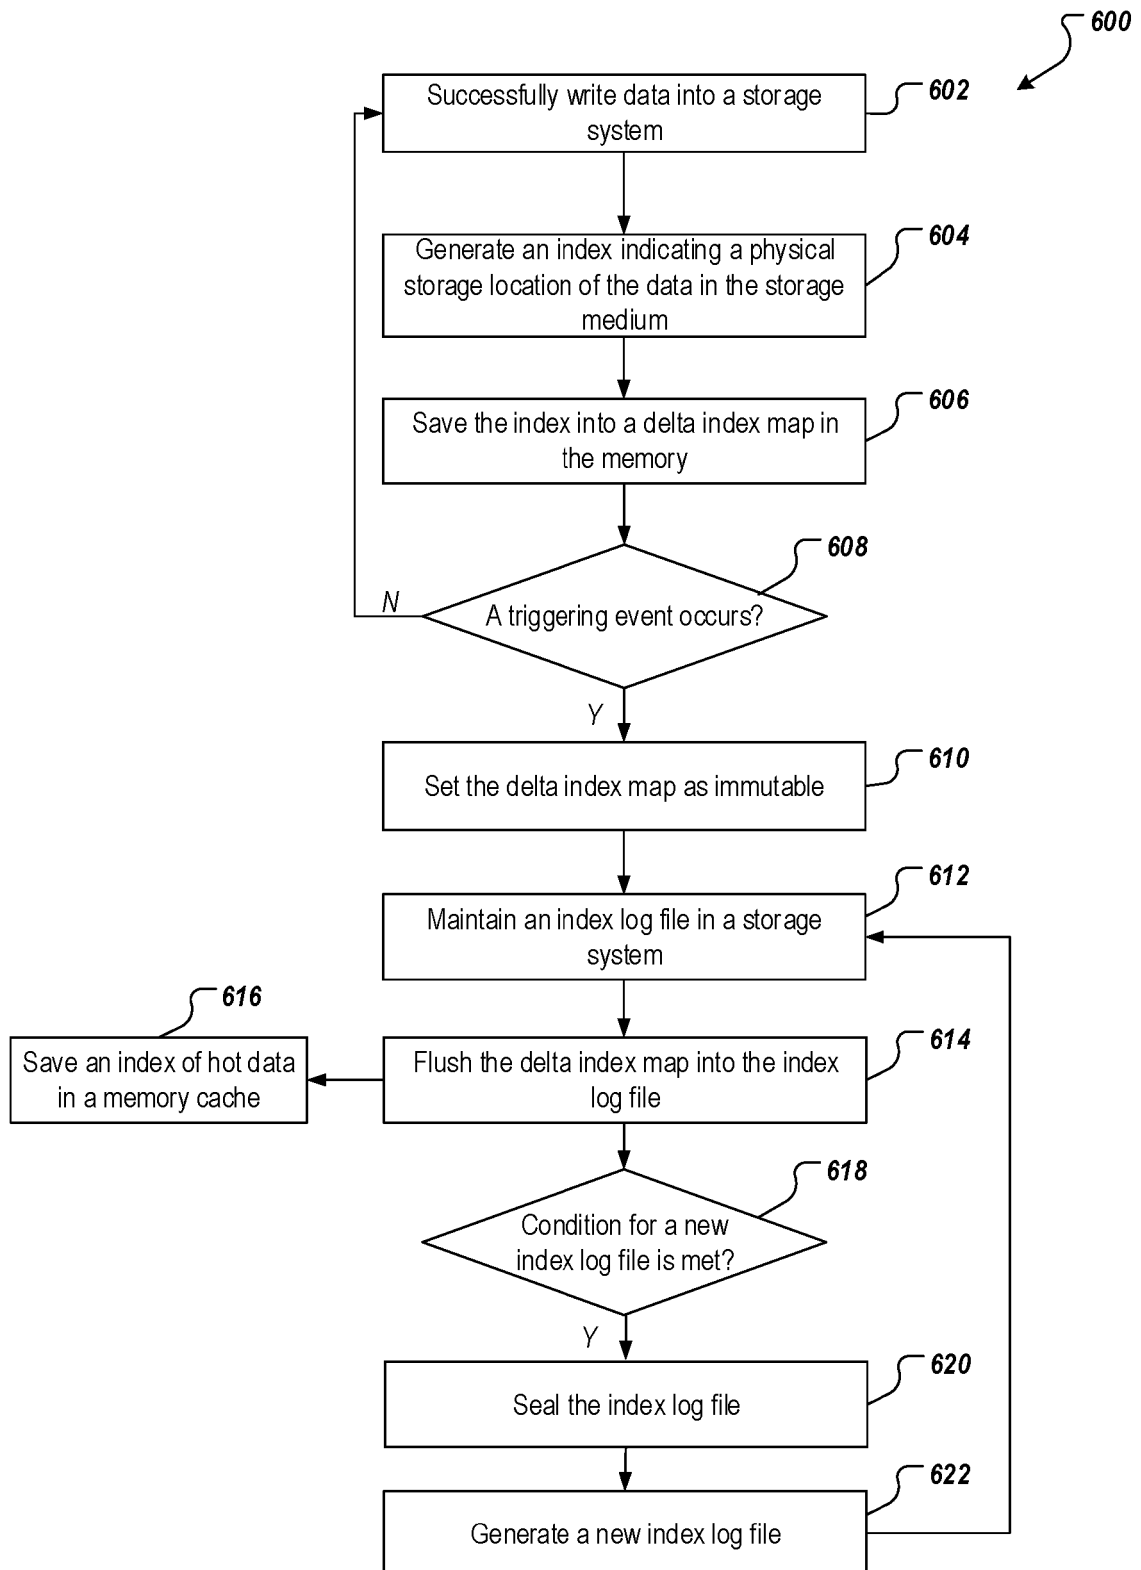 600
Successfully write data into a storage
system
602
Generate an index indicating a physical
storage location of the data in the storage
medium
604
Save the index into a delta index map in
the memory
606
A triggering event occurs?
608
N
Y
Set the delta index map as immutable
610
Maintain an index log file in a storage
system
612
Flush the delta index map into the index
log file
614
Save an index of hot data
in a memory cache
616
Condition for a new
index log file is met?
618
Y
Seal the index log file
620
Generate a new index log file
622